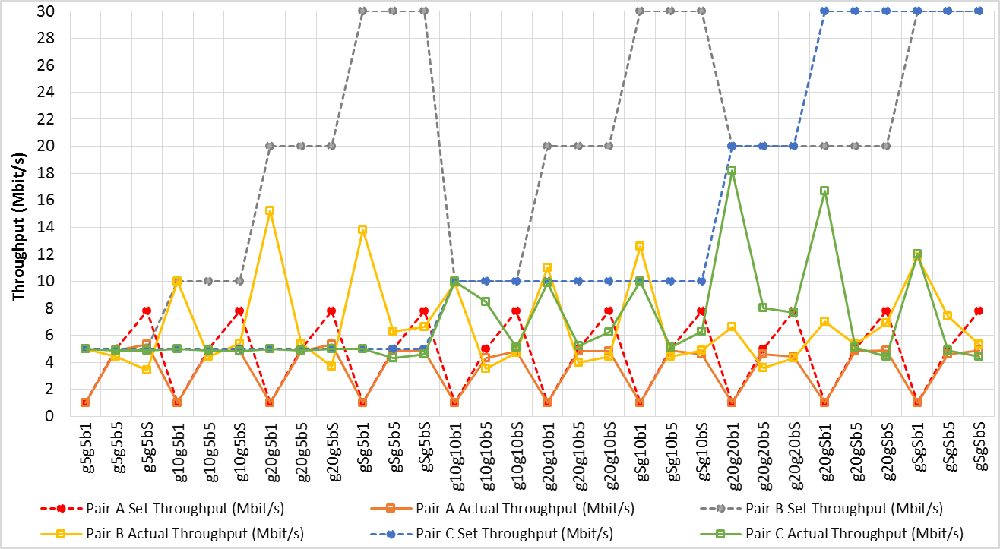 Throughput (Mbit/s)
30
28
26
24
22
20
18
16
14
12
10
8
6
4
2
0
g5g5b1
g5g5b5
g5g5bS
g10g5b1
g10g5b5
g10g5bS
g20g5b1
g20g5b5
g20g5bS
gSg5b1
gSg5b5
gSg5bS
g10g10b1
g10g10b5
g10g10bS
g20g10b1
g20g10b5
g20g10bS
gSg10b1
gSg10b5
gSg10bS
g20g20b1
g20g20b5
g20g20bS
g20gSb1
g20gSb5
g20gSbS
gSgSb1
gSgSb5
gSgSbS
Pair-A Set Throughput (Mbit/s)
Pair-A Actual Throughput (Mbit/s)
Pair-B Set Throughput (Mbit/s)
Pair-B Actual Throughput (Mbit/s)
Pair-C Set Throughput (Mbit/s)
Pair-C Actual Throughput (Mbit/s)